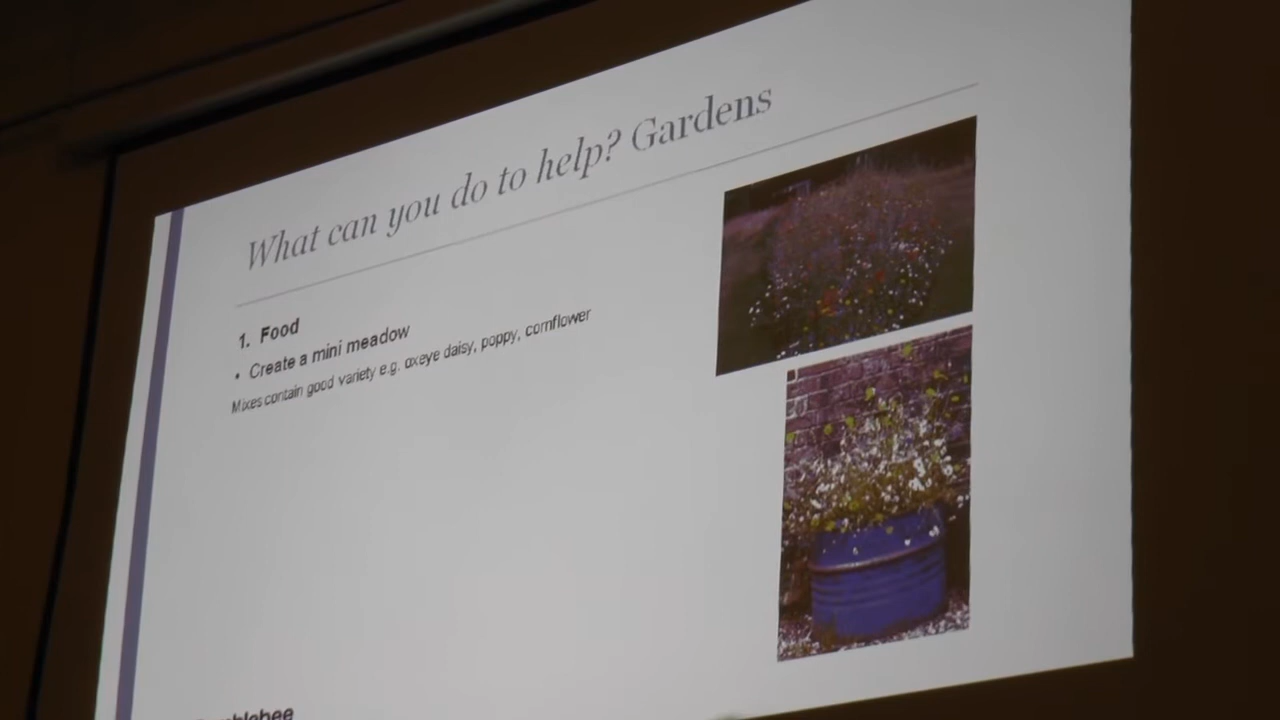 What can you do to help? Gardens
1. Food
• Create a mini meadow
Mixes contain good variety e.g. oxeye daisy, poppy, cornflower